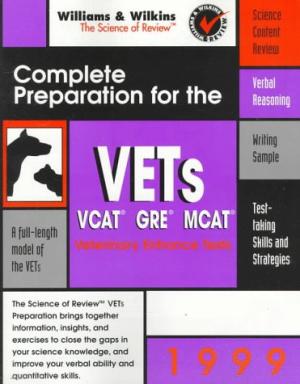 Williams & Wilkins
The Science of Review™
WILLIAMS & WILKINS
REVIEW
Science
Content
Review
Complete
Preparation for the
Verbal
Reasoning
VETs
VCAT® GRE® MCAT®
Veterinary Entrance Tests
Writing
Sample
A full-length
model of
the VETs
Test-
taking
Skills and
Strategies
The Science of Review™ VETs
Preparation brings together
information, insights, and
exercises to close the gaps in
your science knowledge, and
improve your verbal ability and
quantitative skills.
1999